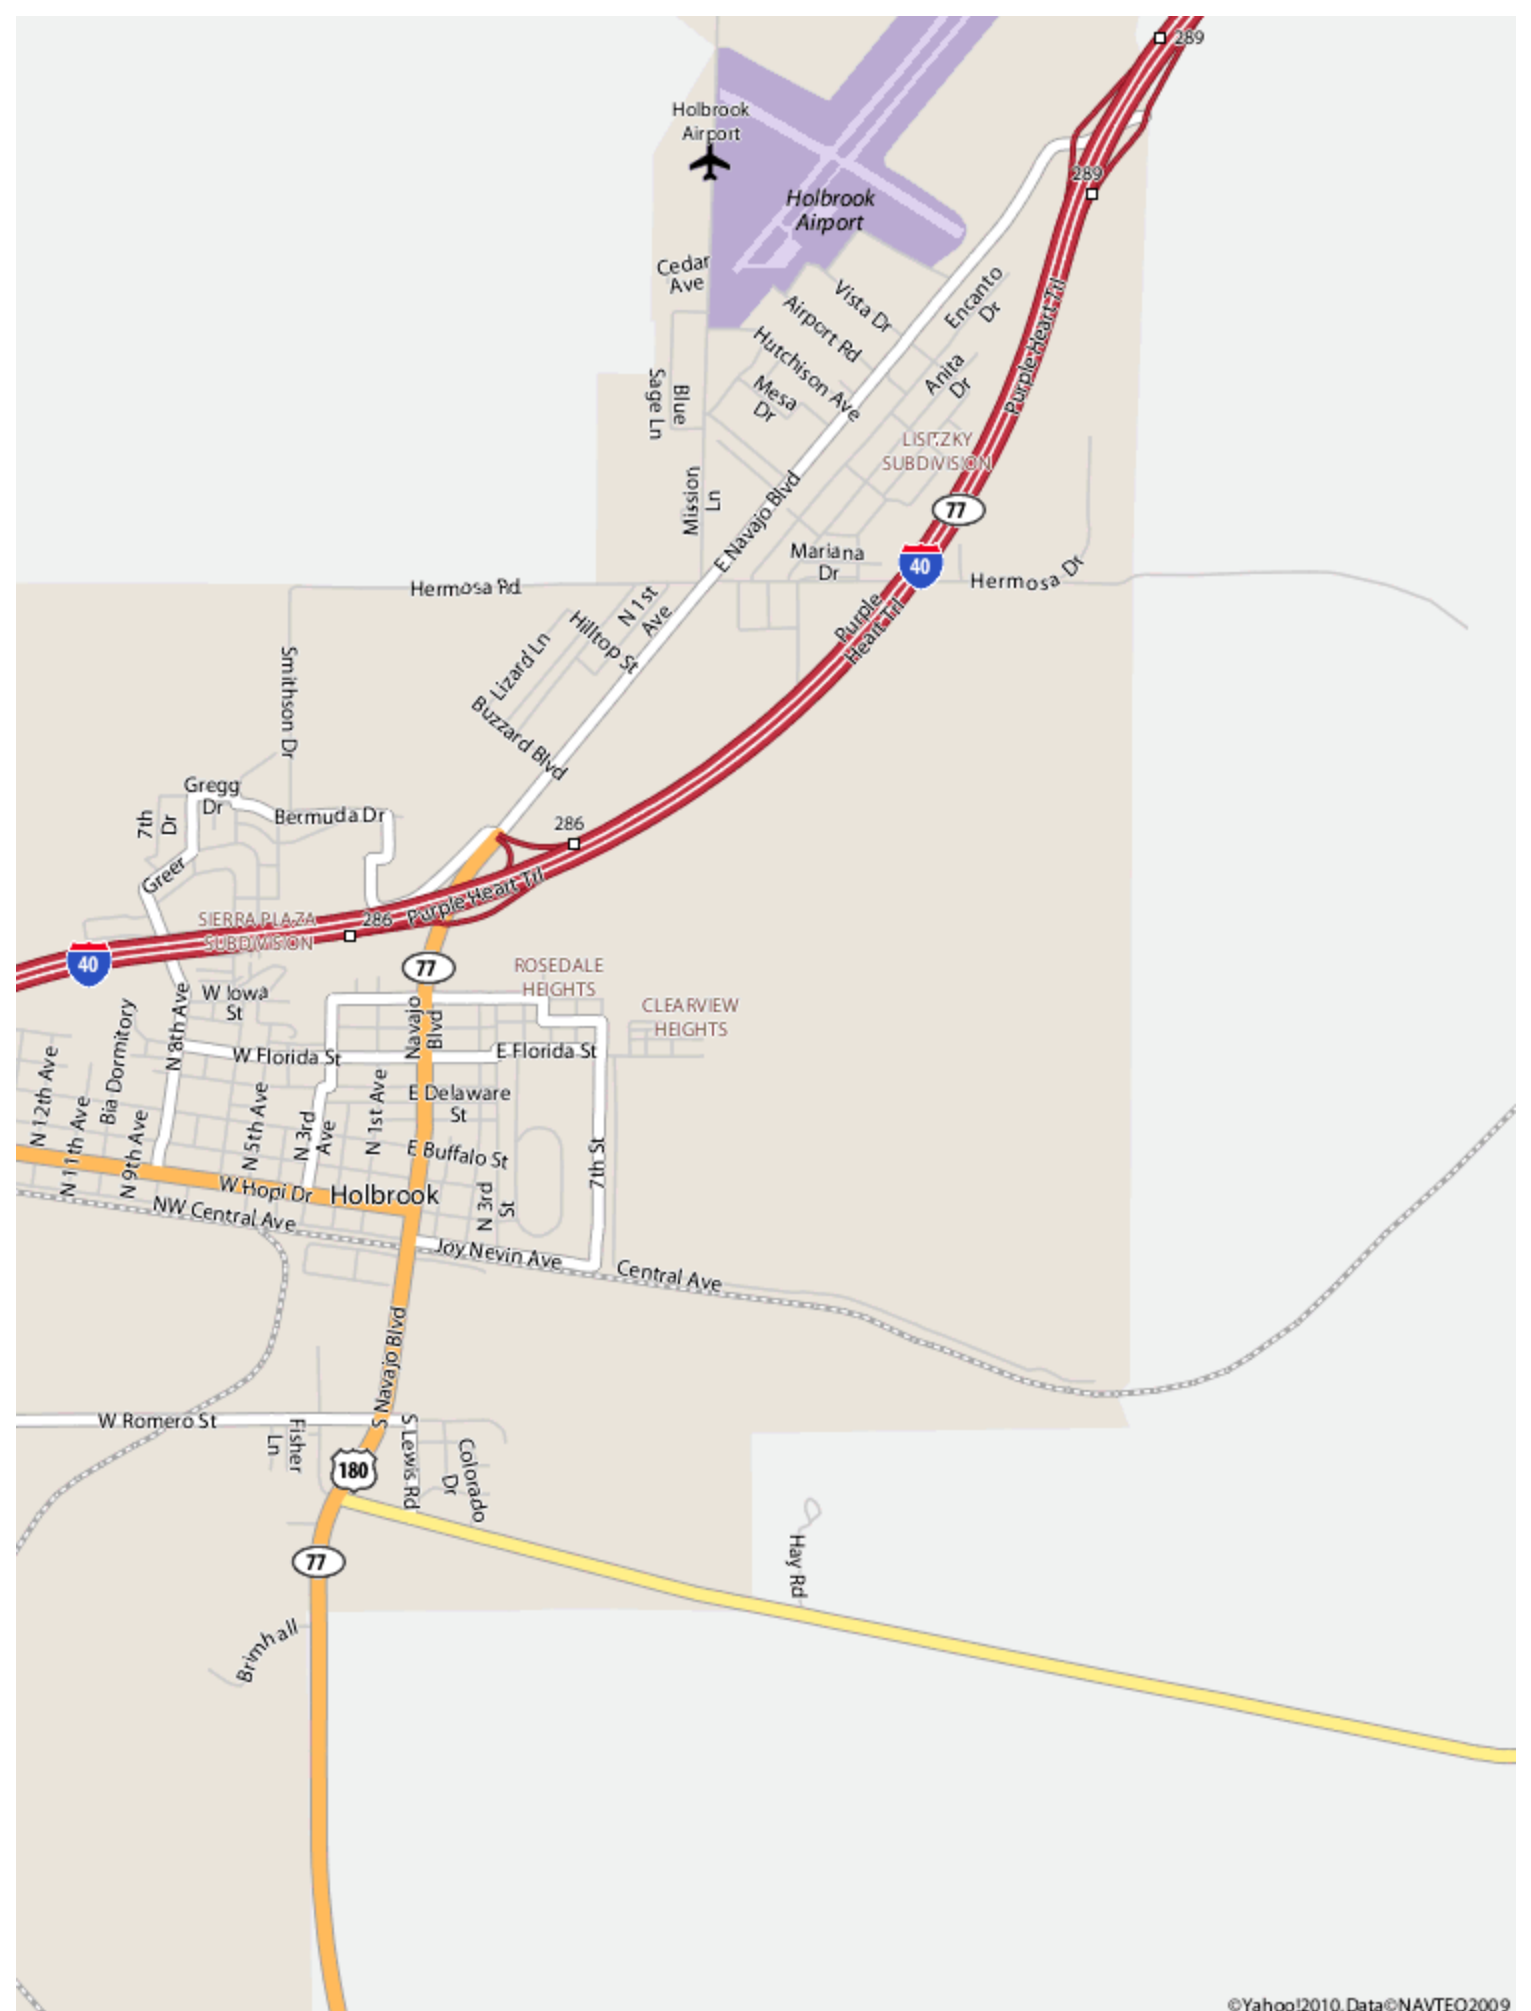 289
Holbrook
Airport
289
Holbrook
Airport
Cedar
Ave
Vista Dr
Encanto
Dr
Airport Rd
Hutchison Ave
Purple Heart Trl
Anita
Dr
Mesa
Dr
Blue
Sage Ln
LISITZKY
SUBDIVISION
Mission
Ln
E Navajo Blvd
77
Mariana
Dr
40
Hermosa Dr
Hermosa Rd
N 1st
Ave
Hilltop St
Purple
Heart Trl
Lizard Ln
Smithson Dr
Buzzard Blvd
Gregg
Dr
7th
Dr
Bermuda Dr
286
Greer
Purple Heart Trl
SIERRA PLAZA
SUBDIVISION
286
40
77
ROSEDALE
HEIGHTS
W Iowa
St
CLEARVIEW
HEIGHTS
Navajo
Blvd
N 8th Ave
Bia Dormitory
W Florida St
E Florida St
N 12th Ave
E Delaware
St
N 11th Ave
N 9th Ave
N 5th Ave
N 3rd
Ave
N 1st Ave
E Buffalo St
7th St
W Hopi Dr
Holbrook
N 3rd
St
NW Central Ave
Joy Nevin Ave
Central Ave
S Navajo Blvd
W Romero St
Fisher
Ln
S Lewis Rd
Colorado
Dr
180
Hay Rd
77
Brimhall
©Yahoo!2010, Data©NAVTEQ2009